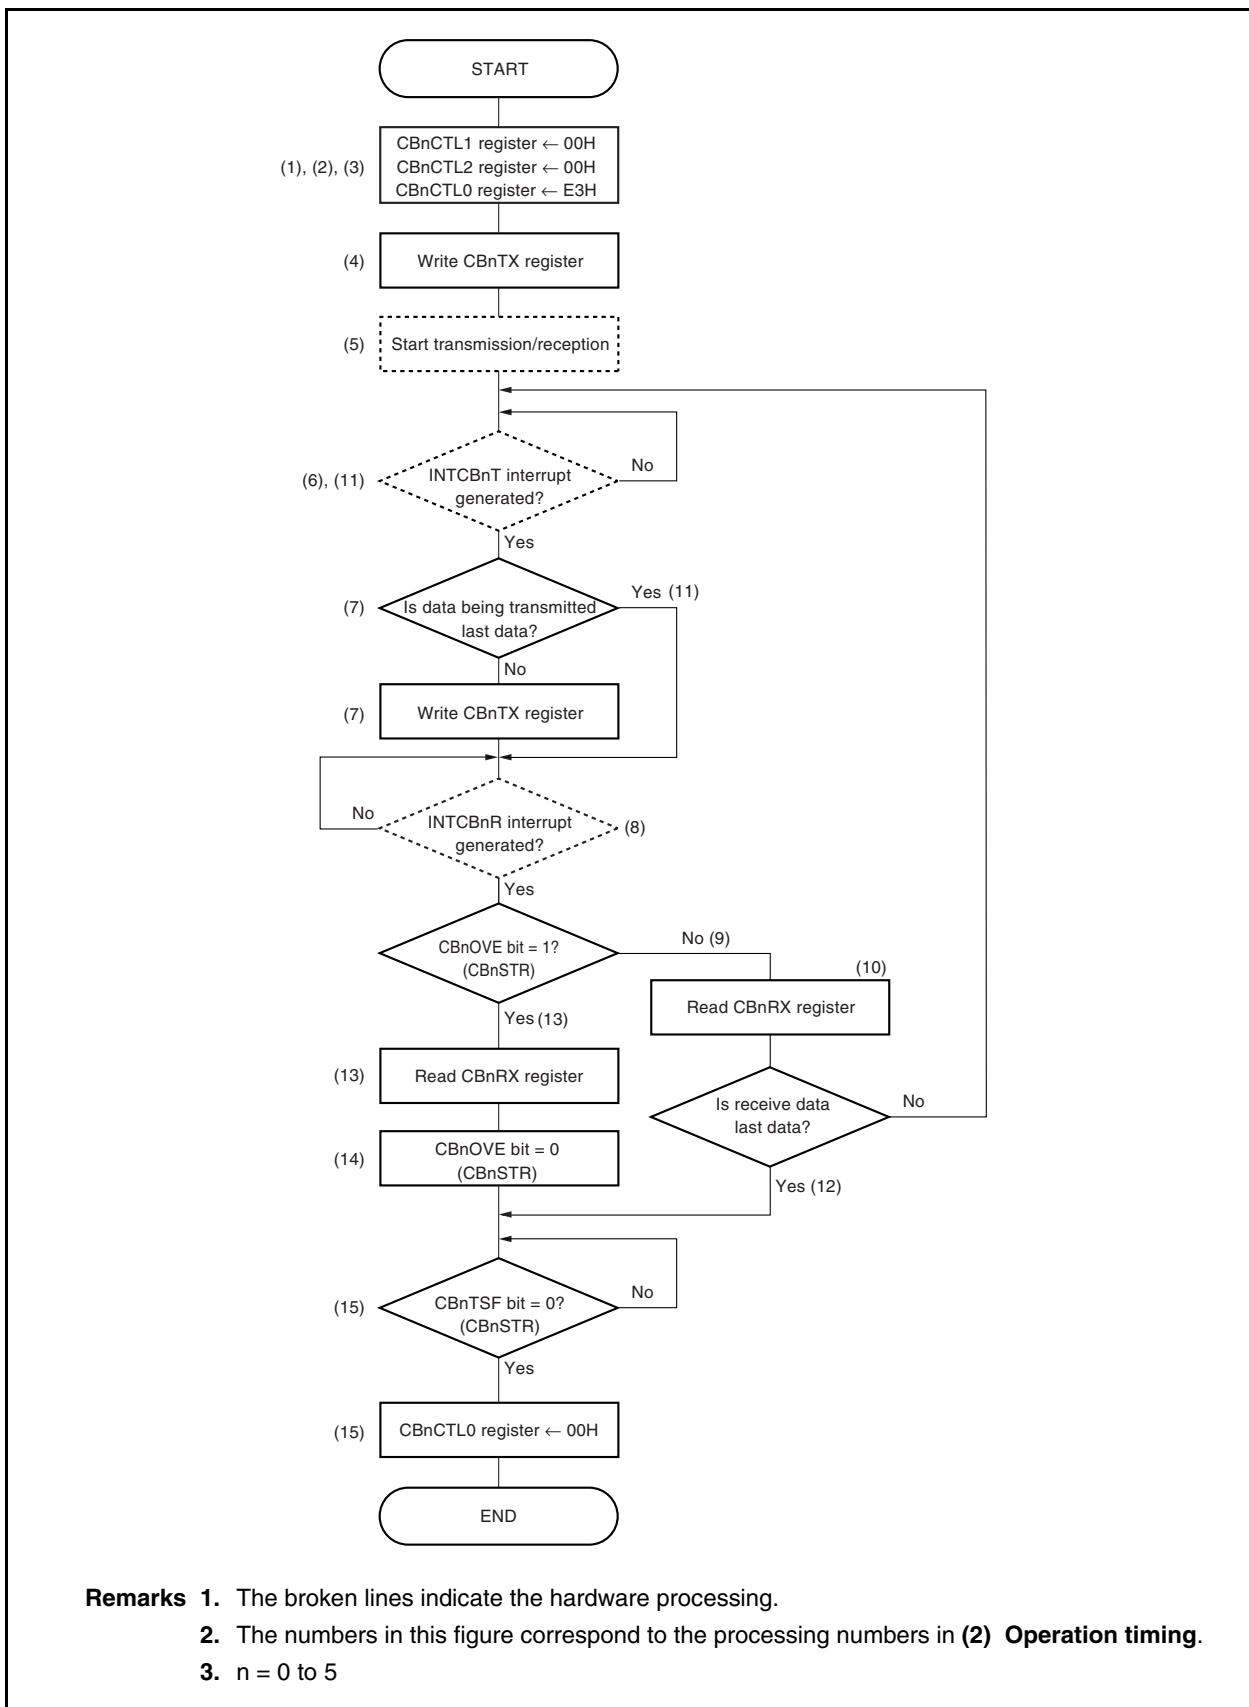 START
CBnCTL1 register ← 00H
(1), (2), (3)
CBnCTL2 register ← 00H
CBnCTL0 register ← E3H
(4)
Write CBnTX register
(5)
Start transmission/reception
(6), (11)
INTCBnT interrupt
generated?
No
Yes
(7)
Is data being transmitted
last data?
Yes (11)
No
(7)
Write CBnTX register
No
INTCBnR interrupt
generated?
(8)
Yes
CBnOVE bit = 1?
(CBnSTR)
No (9)
(10)
Read CBnRX register
Yes (13)
(13)
Read CBnRX register
Is receive data
last data?
No
(14)
CBnOVE bit = 0
(CBnSTR)
Yes (12)
(15)
CBnTSF bit = 0?
(CBnSTR)
No
Yes
(15)
CBnCTL0 register ← 00H
END
Remarks 1. The broken lines indicate the hardware processing.
2. The numbers in this figure correspond to the processing numbers in (2) Operation timing.
3. n = 0 to 5